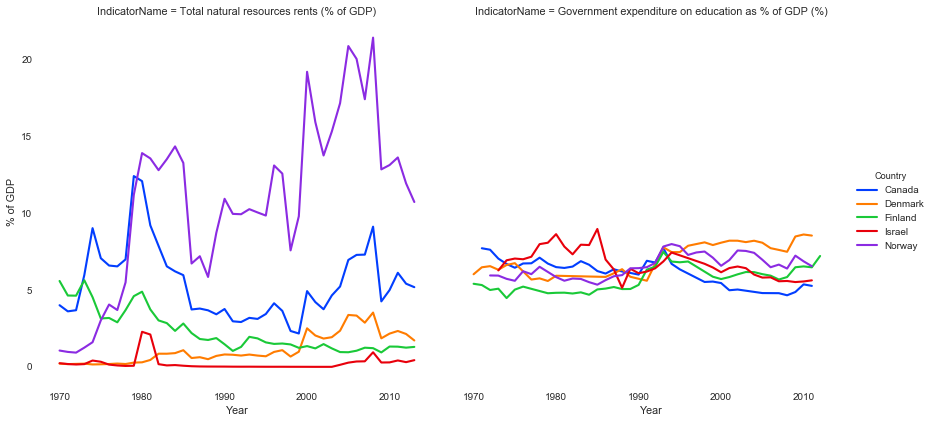 IndicatorName = Total natural resources rents (% of GDP)
IndicatorName = Government expenditure on education as % of GDP (%)
% of GDP
20
15
10
5
0
1970
1980
1990
2000
2010
Year
1970
1980
1990
2000
2010
Year
Country
Canada
Denmark
Finland
Israel
Norway